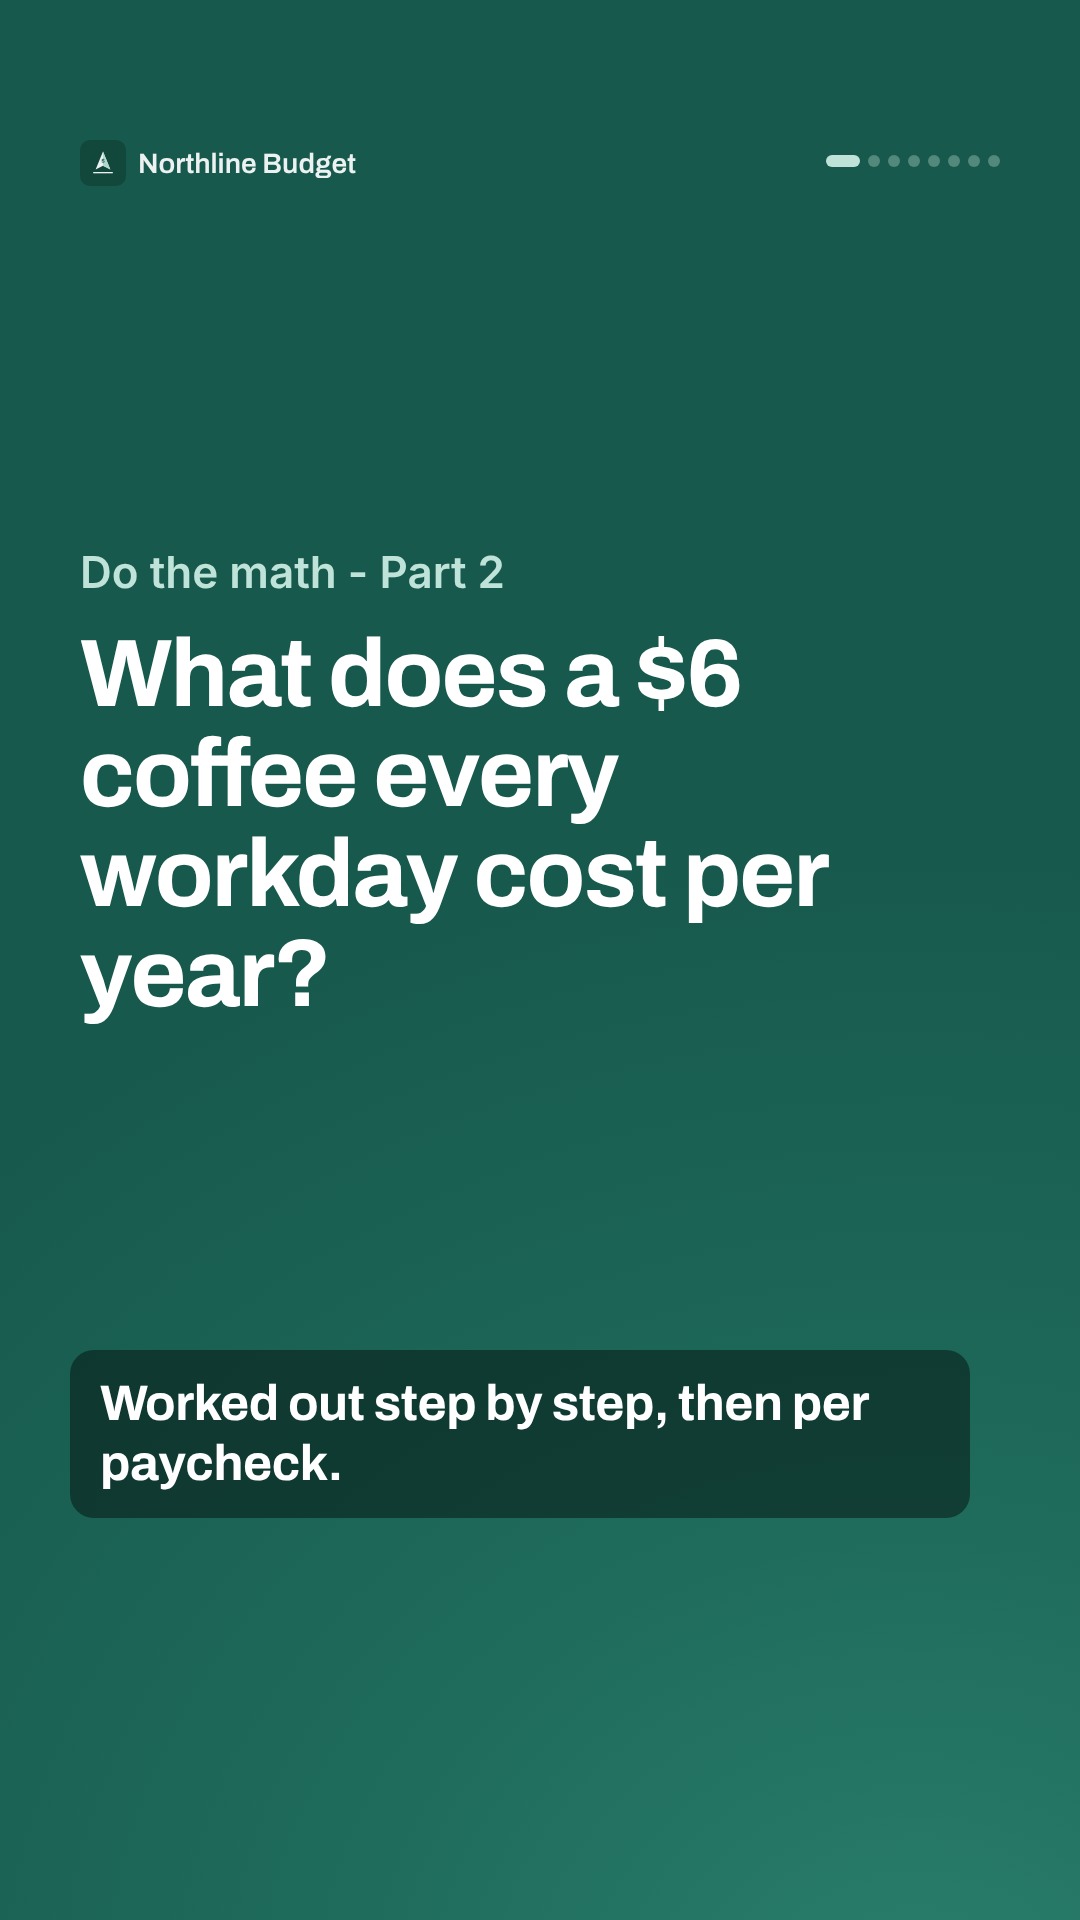 Northline Budget
Do the math - Part 2
What does a $6
coffee every
workday cost per
year?
Worked out step by step, then per
paycheck.